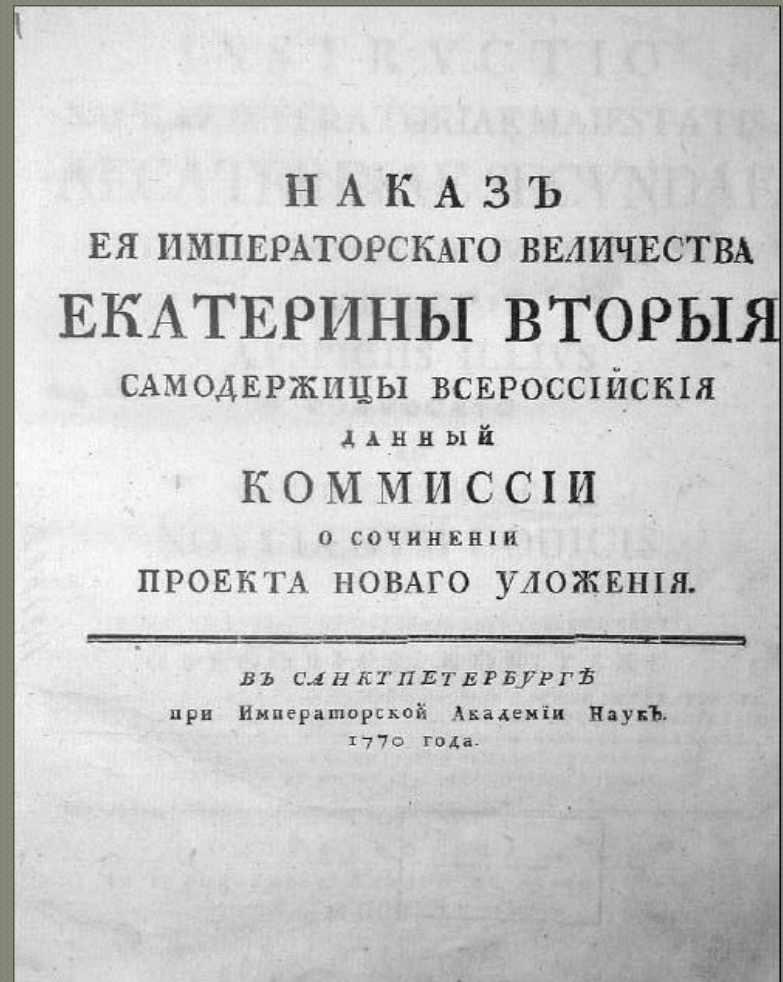 НАКАЗЪ
ЕЯ ИМПЕРАТОРСКАГО ВЕЛИЧЕСТВА
ЕКАТЕРИНЫ ВТОРЫЯ
САМОДЕРЖИЦЫ ВСЕРОССІЙСКІЯ
ДАННЫЙ
КОММИССІИ
О СОЧИНЕНІИ
ПРОЕКТА НОВАГО УЛОЖЕНІЯ.
ВЪ САНКТПЕТЕРБУРГѢ
при Императорской Академіи Наукъ.
1770 года.